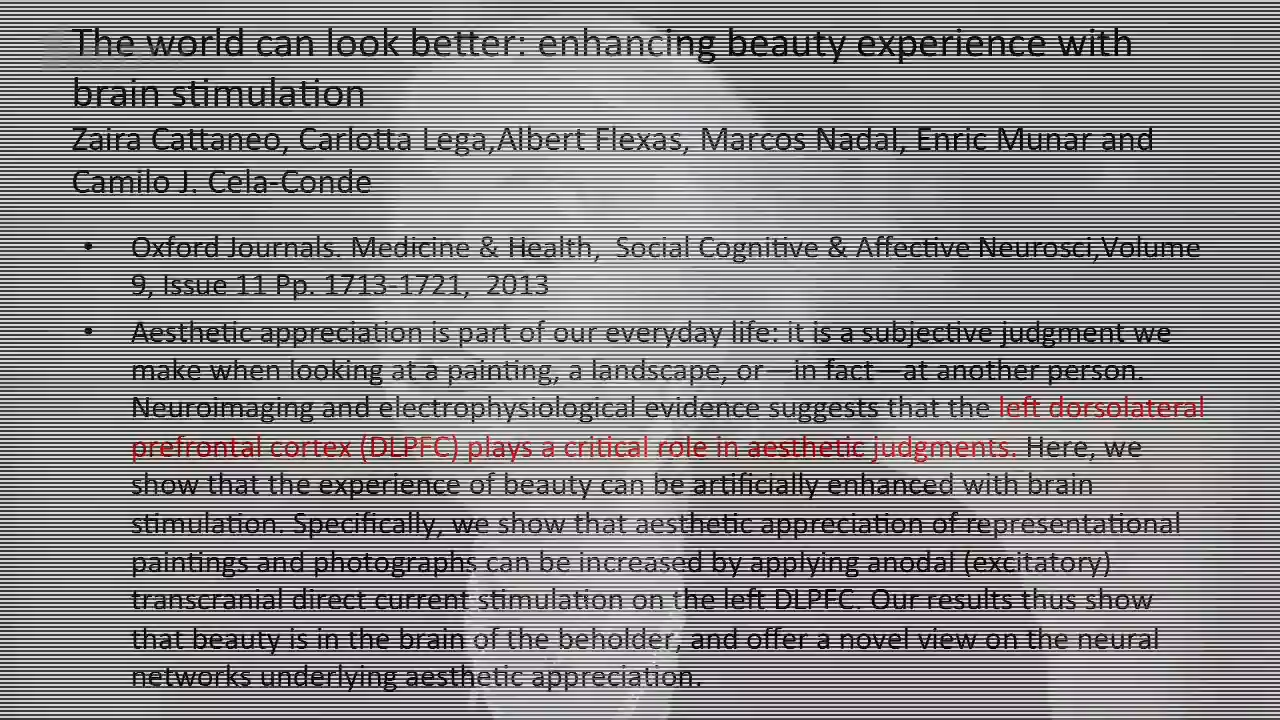 The world can look better: enhancing beauty experience with
brain stimulation
Zaira Cattaneo, Carlotta Lega,Albert Flexas, Marcos Nadal, Enric Munar and
Camilo J. Cela-Conde
• Oxford Journals. Medicine & Health, Social Cognitive & Affective Neurosci,Volume
9, Issue 11 Pp. 1713-1721, 2013
• Aesthetic appreciation is part of our everyday life: it is a subjective judgment we
make when looking at a painting, a landscape, or—in fact—at another person.
Neuroimaging and electrophysiological evidence suggests that the left dorsolateral
prefrontal cortex (DLPFC) plays a critical role in aesthetic judgments. Here, we
show that the experience of beauty can be artificially enhanced with brain
stimulation. Specifically, we show that aesthetic appreciation of representational
paintings and photographs can be increased by applying anodal (excitatory)
transcranial direct current stimulation on the left DLPFC. Our results thus show
that beauty is in the brain of the beholder, and offer a novel view on the neural
networks underlying aesthetic appreciation.